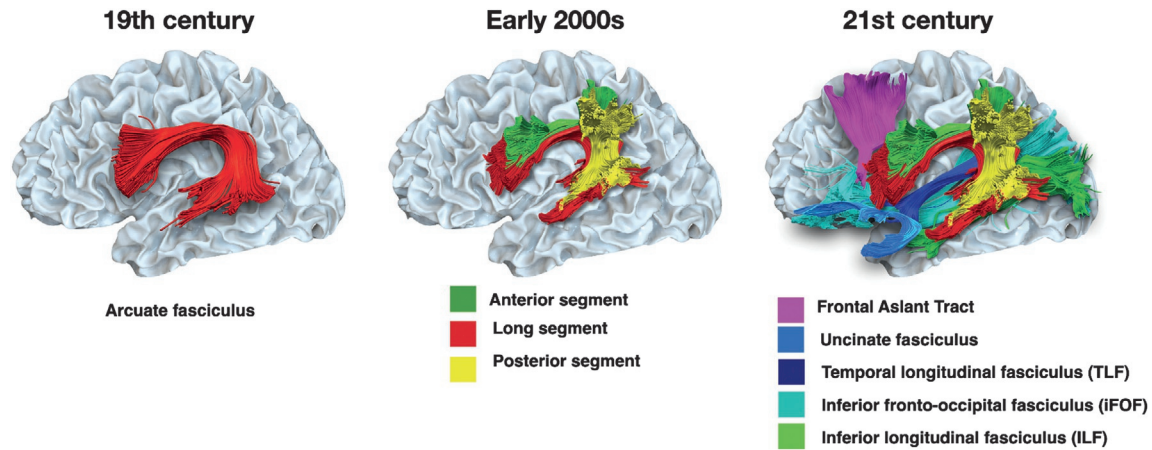 19th century
Early 2000s
21st century
Arcuate fasciculus
Anterior segment
Long segment
Posterior segment
Frontal Aslant Tract
Uncinate fasciculus
Temporal longitudinal fasciculus (TLF)
Inferior fronto-occipital fasciculus (iFOF)
Inferior longitudinal fasciculus (ILF)